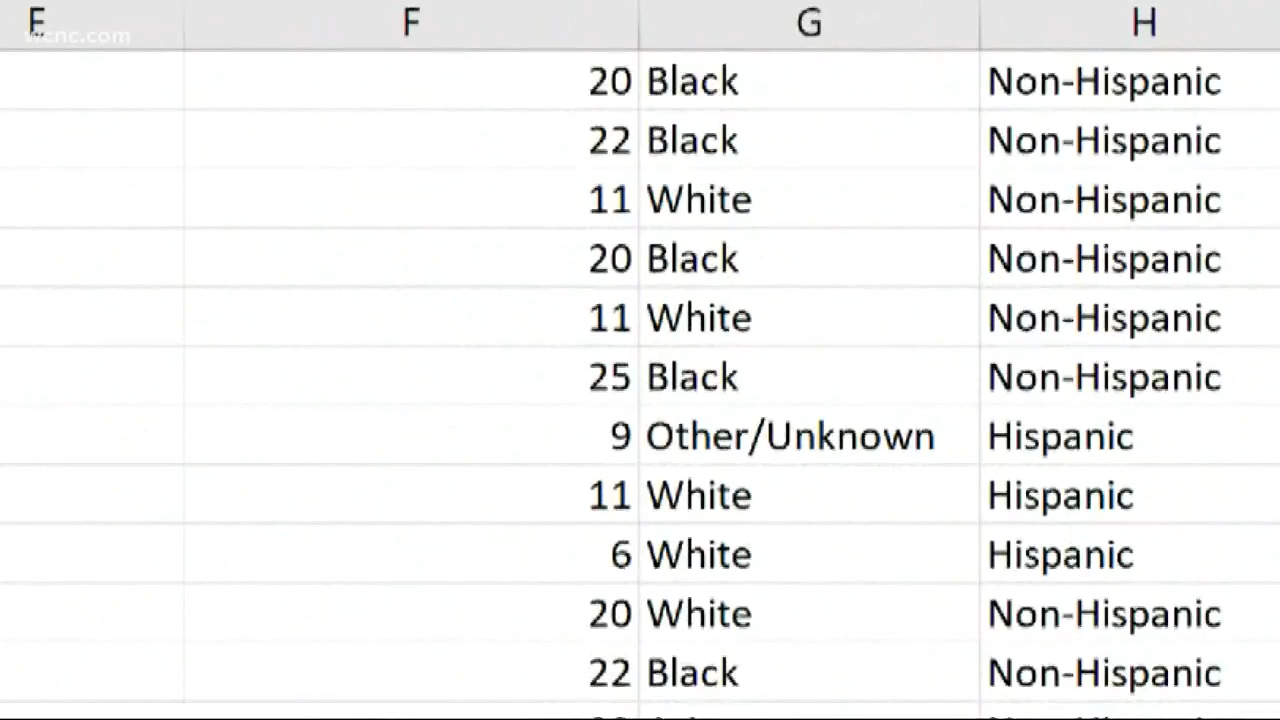 E F G H
wcnc.com
20 Black Non-Hispanic
22 Black Non-Hispanic
11 White Non-Hispanic
20 Black Non-Hispanic
11 White Non-Hispanic
25 Black Non-Hispanic
9 Other/Unknown Hispanic
11 White Hispanic
6 White Hispanic
20 White Non-Hispanic
22 Black Non-Hispanic